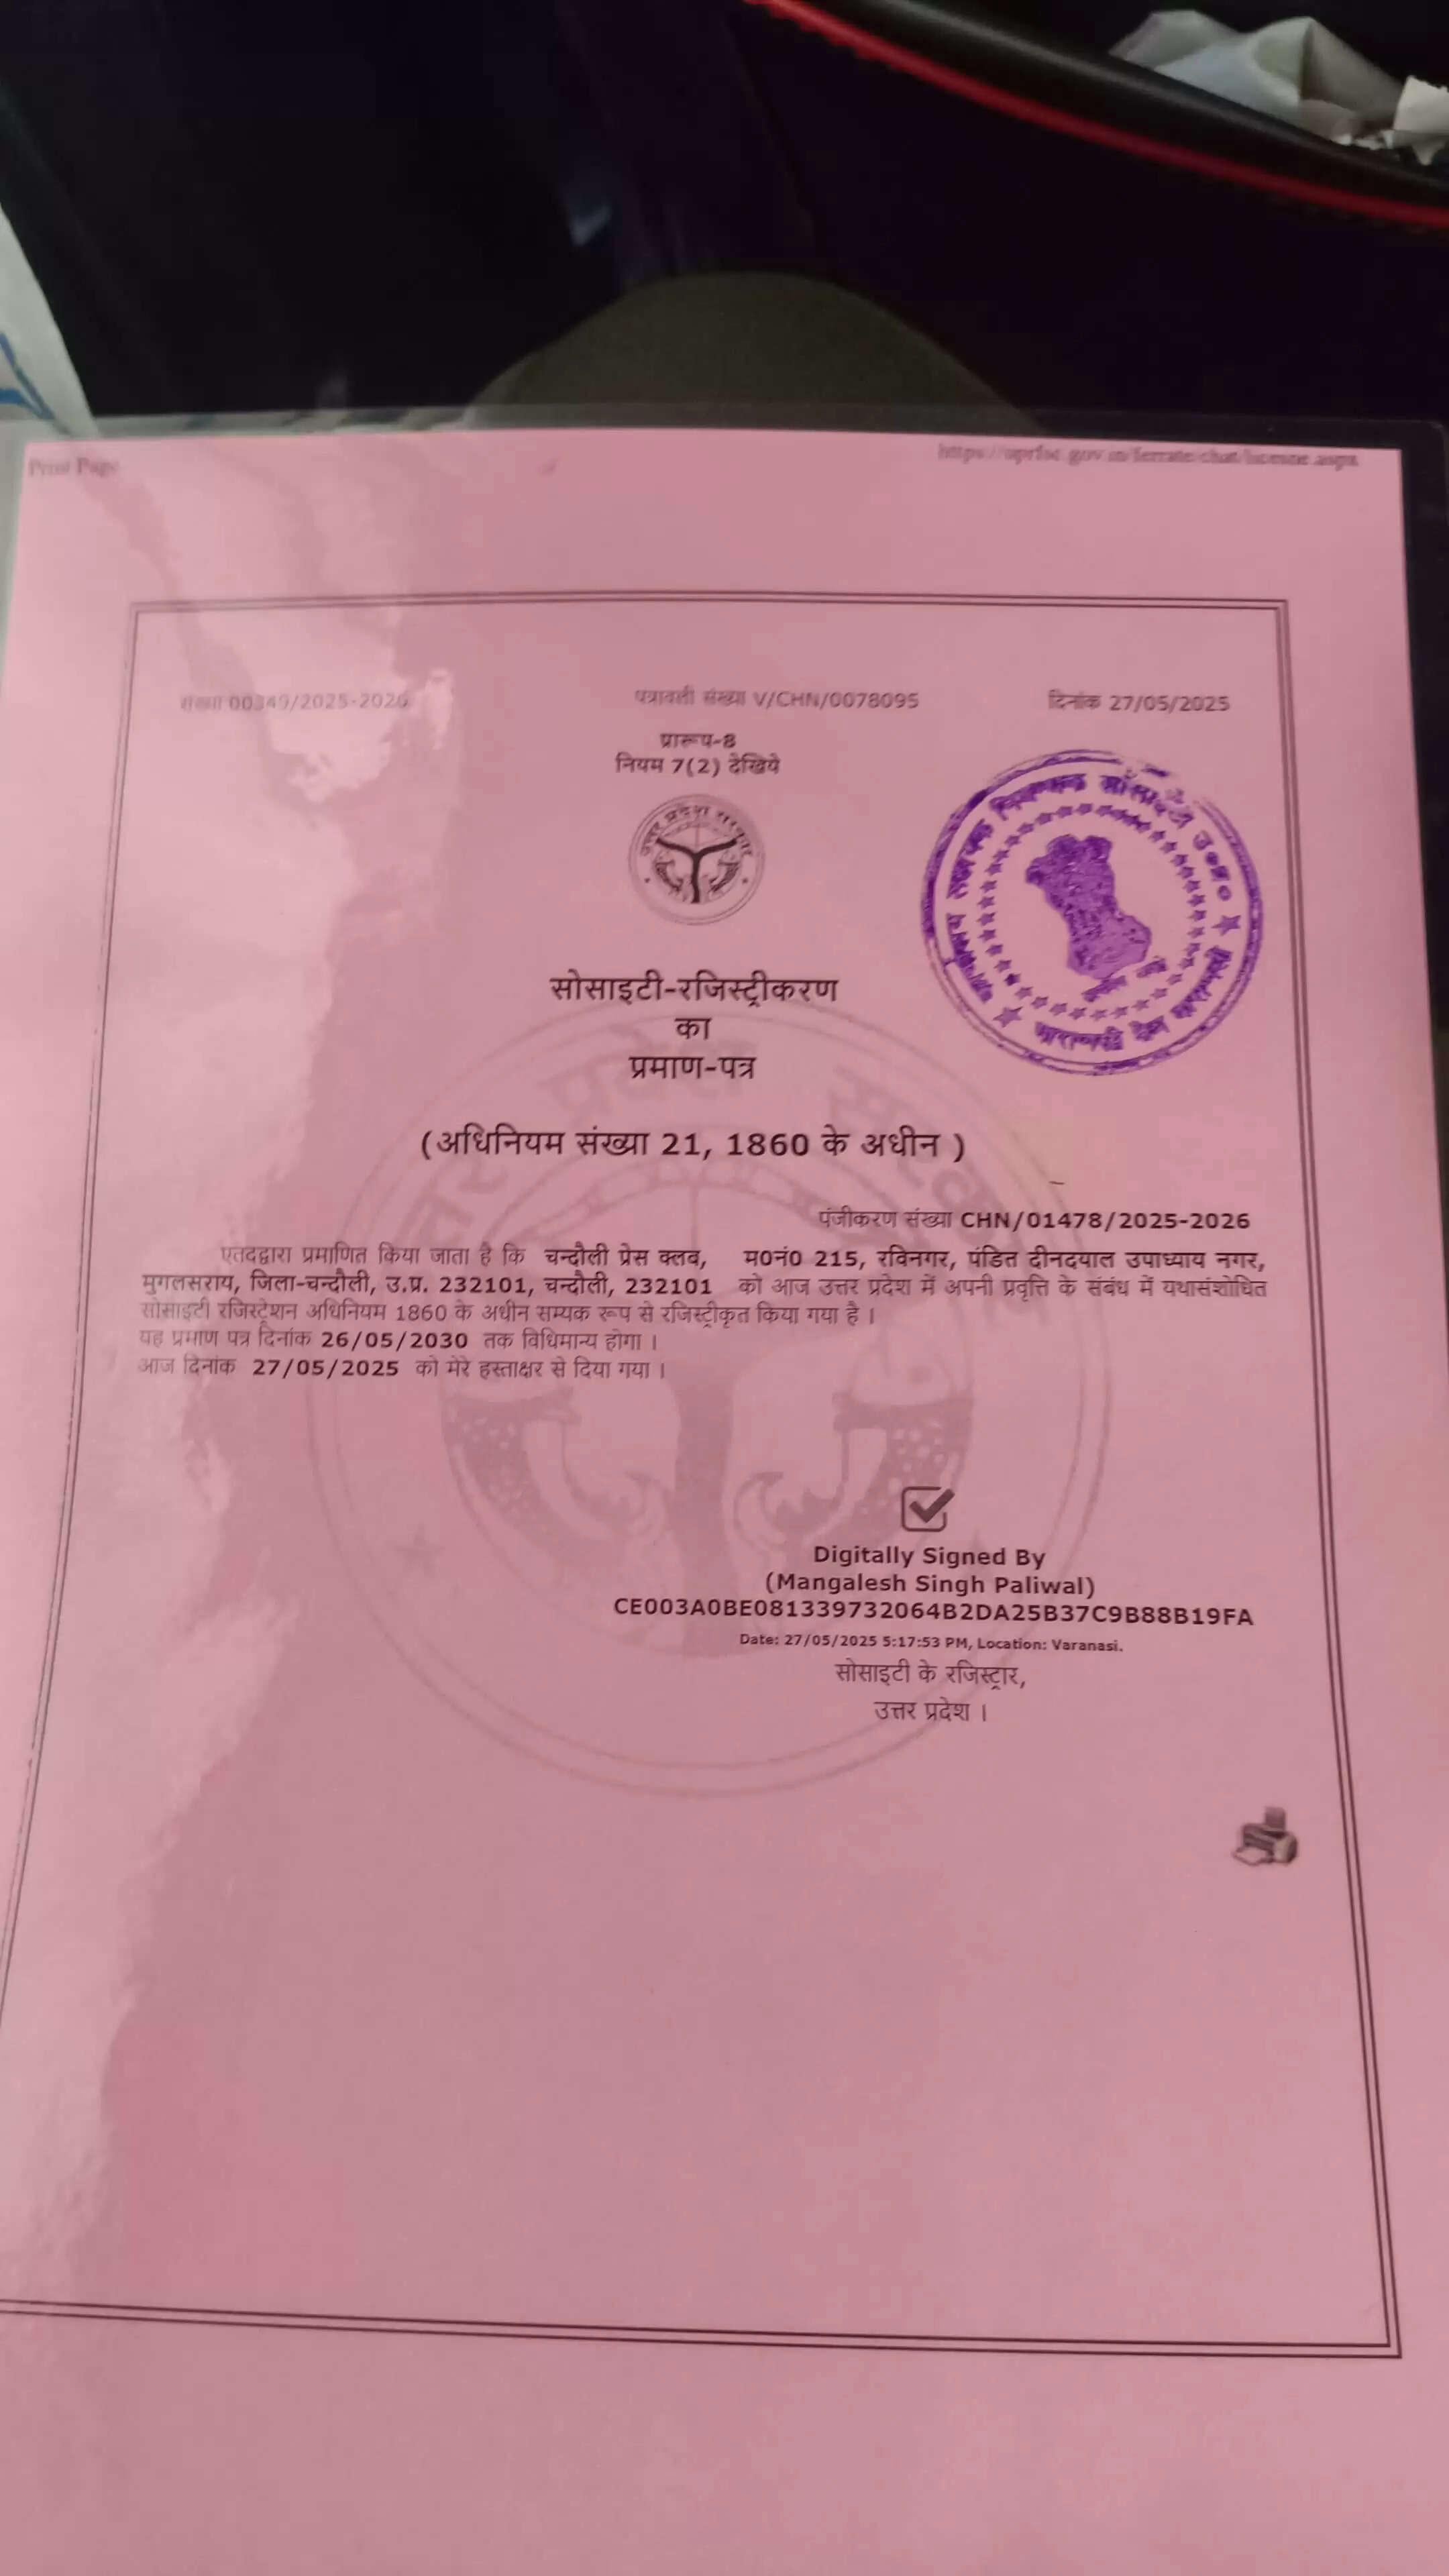 Print Page
संख्या 00349/2025-2026 पत्रावली संख्या V/CHN/0078095 दिनांक 27/05/2025
प्रारूप-8
नियम 7(2) देखिये
उत्तर प्रदेश सरकार
सोसाइटी-रजिस्ट्रीकरण
का
प्रमाण-पत्र
(अधिनियम संख्या 21, 1860 के अधीन )
पंजीकरण संख्या CHN/01478/2025-2026
एतदद्वारा प्रमाणित किया जाता है कि चन्दौली प्रेस क्लब, म0नं0 215, रविनगर, पंडित दीनदयाल उपाध्याय नगर,
मुगलसराय, जिला-चन्दौली, उ.प्र. 232101, चन्दौली, 232101 को आज उत्तर प्रदेश में अपनी प्रवृत्ति के संबंध में यथासंशोधित
सोसाइटी रजिस्ट्रेशन अधिनियम 1860 के अधीन सम्यक रूप से रजिस्ट्रीकृत किया गया है ।
यह प्रमाण पत्र दिनांक 26/05/2030 तक विधिमान्य होगा ।
आज दिनांक 27/05/2025 को मेरे हस्ताक्षर से दिया गया ।
Digitally Signed By
(Mangalesh Singh Paliwal)
CE003A0BE081339732064B2DA25B37C9B88B19FA
Date: 27/05/2025 5:17:53 PM, Location: Varanasi.
सोसाइटी के रजिस्ट्रार,
उत्तर प्रदेश ।